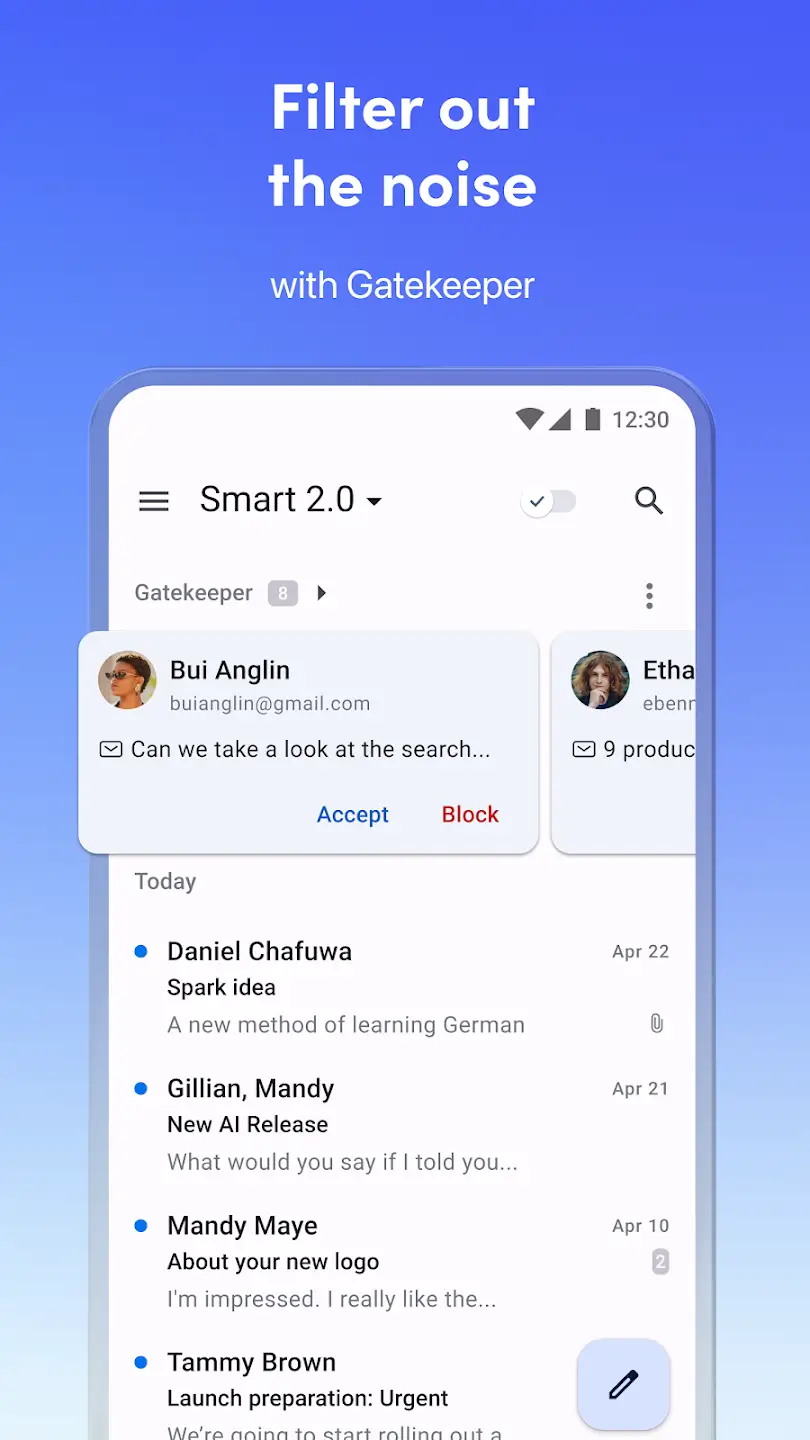 Filter out
the noise
with Gatekeeper
12:30
Smart 2.0
Gatekeeper 8
Bui Anglin
buianglin@gmail.com
Can we take a look at the search...
Accept Block
Etha
ebenn
9 produc
Today
Daniel Chafuwa Apr 22
Spark idea
A new method of learning German
Gillian, Mandy Apr 21
New AI Release
What would you say if I told you...
Mandy Maye Apr 10
About your new logo 2
I'm impressed. I really like the...
Tammy Brown
Launch preparation: Urgent
We're going to start rolling out a